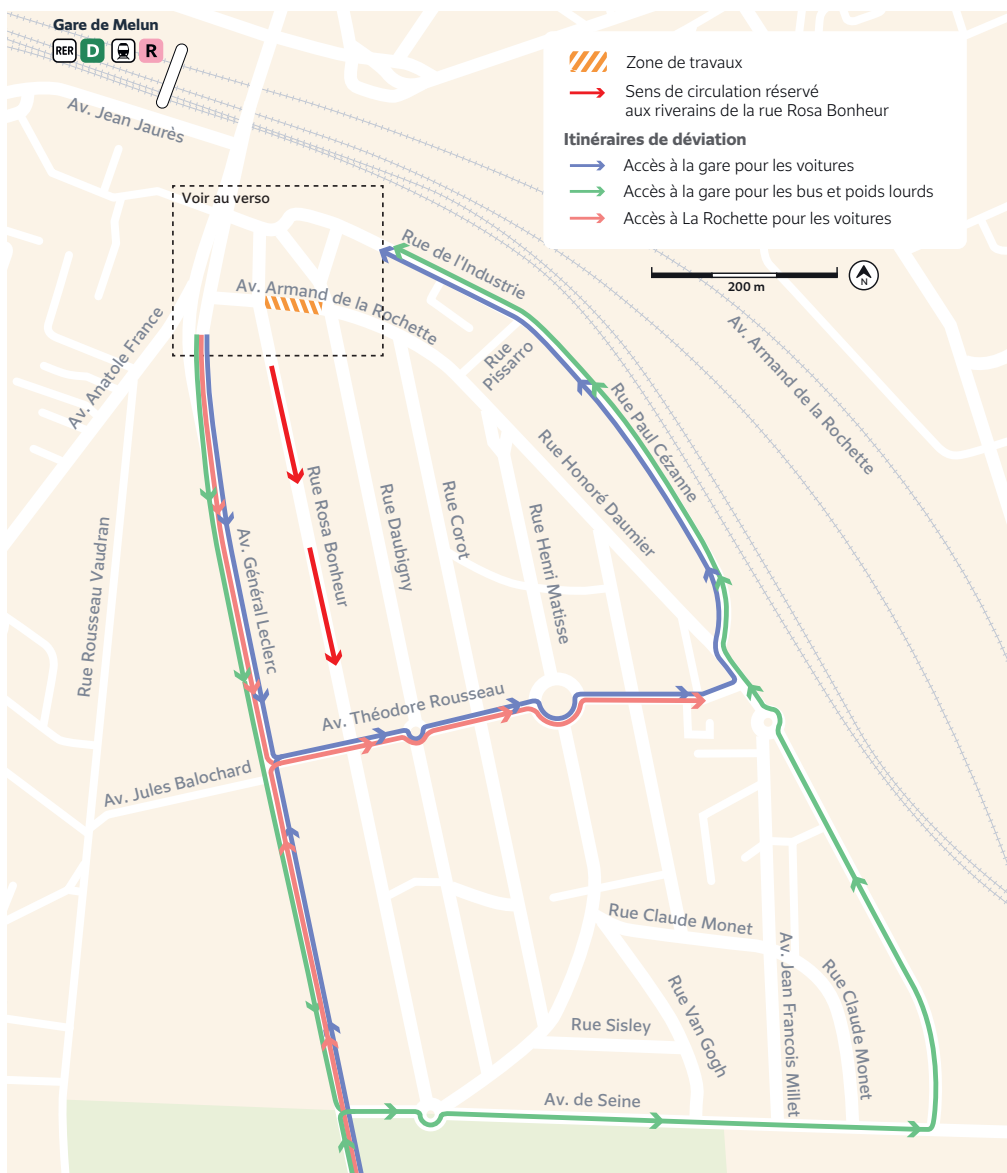 Gare de Melun
RER D R
Av. Jean Jaurès
Zone de travaux
Sens de circulation réservé
aux riverains de la rue Rosa Bonheur
Itinéraires de déviation
Accès à la gare pour les voitures
Accès à la gare pour les bus et poids lourds
Accès à La Rochette pour les voitures
200 m
N
Voir au verso
Rue de l'Industrie
Av. Armand de la Rochette
Av. Anatole France
Rue
Pissarro
Av. Armand de la Rochette
Rue Paul Cézanne
Rue Honoré Daumier
Rue Rosa Bonheur
Rue Daubigny
Rue Corot
Rue Henri Matisse
Av. Général Leclerc
Rue Rousseau Vaudran
Av. Théodore Rousseau
Av. Jules Balochard
Rue Claude Monet
Av. Jean Francois Millet
Rue Claude Monet
Rue Van Gogh
Rue Sisley
Av. de Seine